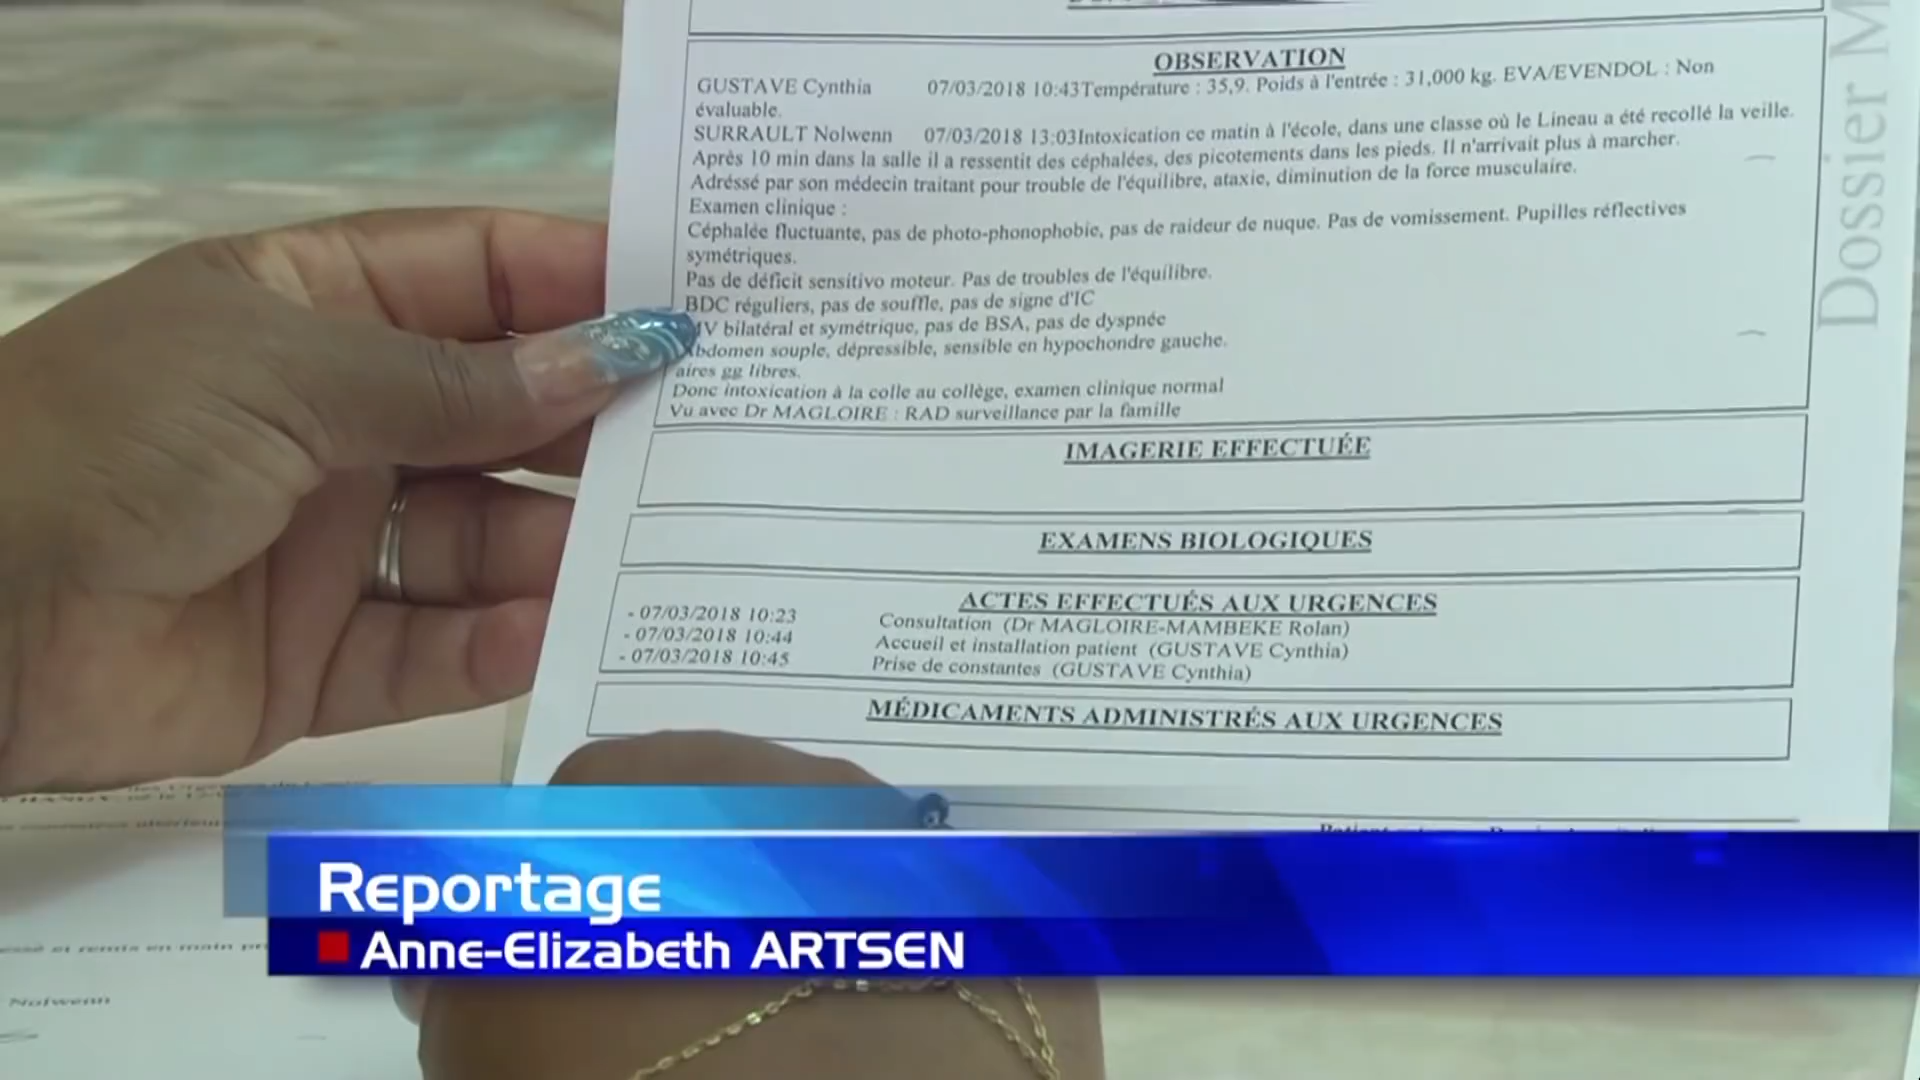 OBSERVATION
GUSTAVE Cynthia 07/03/2018 10:43Température : 35,9. Poids à l'entrée : 31,000 kg. EVA/EVENDOL : Non
évaluable.
SURRAULT Nolwenn 07/03/2018 13:03Intoxication ce matin à l'école, dans une classe où le Lineau a été recollé la veille.
Après 10 min dans la salle il a ressentit des céphalées, des picotements dans les pieds. Il n'arrivait plus à marcher.
Adréssé par son médecin traitant pour trouble de l'équilibre, ataxie, diminution de la force musculaire.
Examen clinique :
Céphalée fluctuante, pas de photo-phonophobie, pas de raideur de nuque. Pas de vomissement. Pupilles réflectives
symétriques.
Pas de déficit sensitivo moteur. Pas de troubles de l'équilibre.
BDC réguliers, pas de souffle, pas de signe d'IC
MV bilatéral et symétrique, pas de BSA, pas de dyspnée
Abdomen souple, dépressible, sensible en hypochondre gauche.
aires gg libres.
Donc intoxication à la colle au collège, examen clinique normal
Vu avec Dr MAGLOIRE : RAD surveillance par la famille
IMAGERIE EFFECTUÉE
EXAMENS BIOLOGIQUES
ACTES EFFECTUÉS AUX URGENCES
- 07/03/2018 10:23 Consultation (Dr MAGLOIRE-MAMBEKE Rolan)
- 07/03/2018 10:44 Accueil et installation patient (GUSTAVE Cynthia)
- 07/03/2018 10:45 Prise de constantes (GUSTAVE Cynthia)
MÉDICAMENTS ADMINISTRÉS AUX URGENCES
Dossier M
et remis en main
Nolwenn
Reportage
Anne-Elizabeth ARTSEN